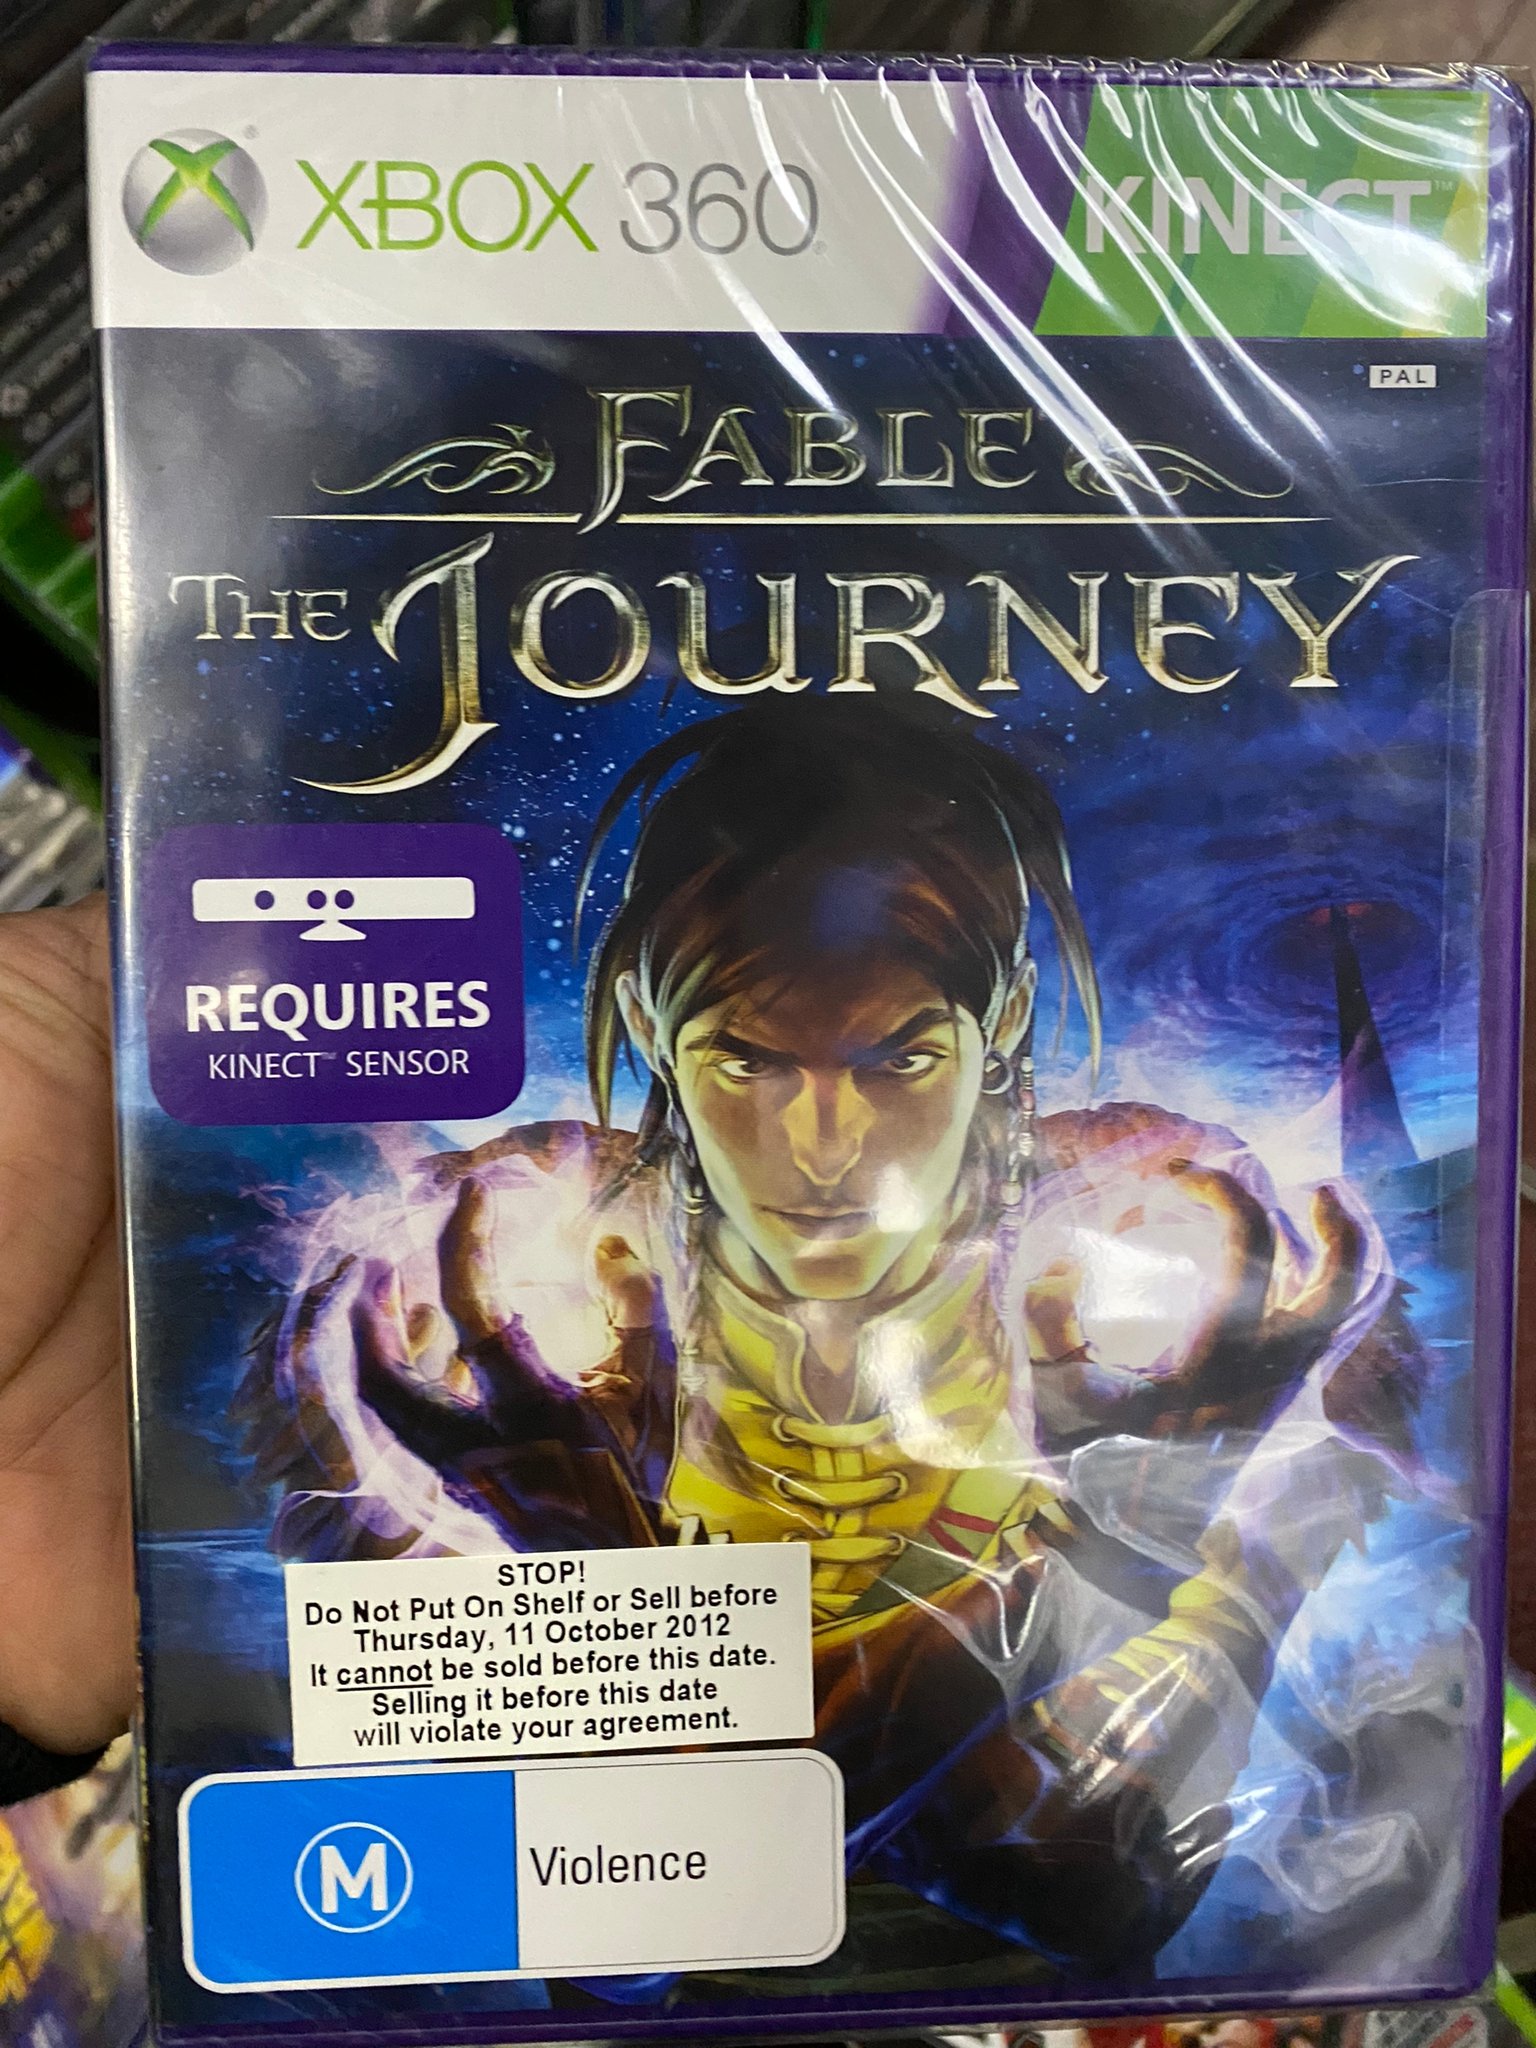 XBOX 360
KINECT™
PAL
FABLE
THE JOURNEY
REQUIRES
KINECT™ SENSOR
STOP!
Do Not Put On Shelf or Sell before
Thursday, 11 October 2012
It cannot be sold before this date.
Selling it before this date
will violate your agreement.
M
Violence